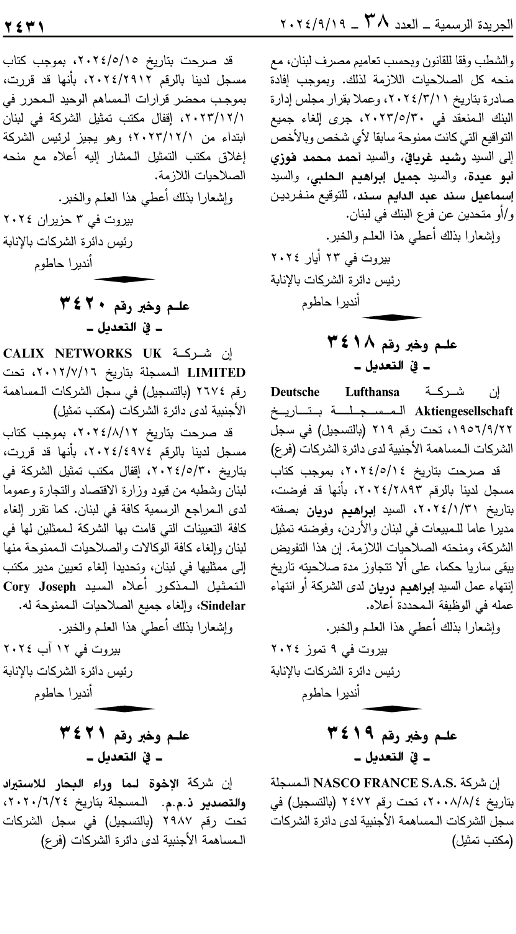 الجريدة الرسمية ـ العدد ٣٨ ـ ٢٠٢٤/٩/١٩
٢٤٣١
والشطب وفقا للقانون وبحسب تعاميم مصرف لبنان، مع
منحه كل الصلاحيات اللازمة لذلك. وبموجب إفادة
صادرة بتاريخ ٢٠٢٤/٣/١١، وعملا بقرار مجلس إدارة
البنك المنعقد في ٢٠٢٣/٥/٣٠، جرى إلغاء جميع
التواقيع التي كانت ممنوحة سابقا لأي شخص وبالأخص
إلى السيد رشيد غرياني، والسيد أحمد محمد فوزي
أبو عيدة، والسيد جميل إبراهيم الحلبي، والسيد
إسماعيل سند عبد الدايم سند، للتوقيع منفردين
و/أو متحدين عن فرع البنك في لبنان.
وإشعارا بذلك أعطي هذا العلم والخبر.
بيروت في ٢٣ أيار ٢٠٢٤
رئيس دائرة الشركات بالإنابة
أنديرا حاطوم
علم وخبر رقم ٣٤١٨
ـ في التعديل ـ
إن شركة Deutsche Lufthansa
Aktiengesellschaft المسجلة بتاريخ
١٩٥٦/٩/٢٢، تحت رقم ٢١٩ (بالتسجيل) في سجل
الشركات المساهمة الأجنبية لدى دائرة الشركات (فرع)
قد صرحت بتاريخ ٢٠٢٤/٥/١٤، بموجب كتاب
مسجل لدينا بالرقم ٢٠٢٤/٢٨٩٣، بأنها قد فوضت،
بتاريخ ٢٠٢٤/١/٣١، السيد إبراهيم دريان بصفته
مديرا عاما للمبيعات في لبنان والأردن، وفوضته تمثيل
الشركة، ومنحته الصلاحيات اللازمة. إن هذا التفويض
يبقى ساريا حكما، على ألا تتجاوز مدة صلاحيته تاريخ
إنتهاء عمل السيد إبراهيم دريان لدى الشركة أو انتهاء
عمله في الوظيفة المحددة أعلاه.
وإشعارا بذلك أعطي هذا العلم والخبر.
بيروت في ٩ تموز ٢٠٢٤
رئيس دائرة الشركات بالإنابة
أنديرا حاطوم
علم وخبر رقم ٣٤١٩
ـ في التعديل ـ
إن شركة NASCO FRANCE S.A.S. المسجلة
بتاريخ ٢٠٠٨/٨/٤، تحت رقم ٢٤٧٢ (بالتسجيل) في
سجل الشركات المساهمة الأجنبية لدى دائرة الشركات
(مكتب تمثيل)
قد صرحت بتاريخ ٢٠٢٤/٥/١٥، بموجب كتاب
مسجل لدينا بالرقم ٢٠٢٤/٢٩١٢، بأنها قد قررت،
بموجب محضر قرارات المساهم الوحيد المحرر في
٢٠٢٣/١٢/١، إقفال مكتب تمثيل الشركة في لبنان
ابتداء من ٢٠٢٣/١٢/١؛ وهو يجيز لرئيس الشركة
إغلاق مكتب التمثيل المشار إليه أعلاه مع منحه
الصلاحيات اللازمة.
وإشعارا بذلك أعطي هذا العلم والخبر.
بيروت في ٣ حزيران ٢٠٢٤
رئيس دائرة الشركات بالإنابة
أنديرا حاطوم
علم وخبر رقم ٣٤٢٠
ـ في التعديل ـ
إن شركة CALIX NETWORKS UK
LIMITED المسجلة بتاريخ ٢٠١٢/٧/١٦، تحت
رقم ٢٦٧٤ (بالتسجيل) في سجل الشركات المساهمة
الأجنبية لدى دائرة الشركات (مكتب تمثيل)
قد صرحت بتاريخ ٢٠٢٤/٨/١٢، بموجب كتاب
مسجل لدينا بالرقم ٢٠٢٤/٤٩٧٤، بأنها قد قررت،
بتاريخ ٢٠٢٤/٥/٣٠، إقفال مكتب تمثيل الشركة في
لبنان وشطبه من قيود وزارة الاقتصاد والتجارة وعموما
لدى المراجع الرسمية كافة في لبنان. كما تقرر إلغاء
كافة التعيينات التي قامت بها الشركة لممثلين لها في
لبنان وإلغاء كافة الوكالات والصلاحيات الممنوحة منها
إلى ممثليها في لبنان، وتحديدا إلغاء تعيين مدير مكتب
التمثيل المذكور أعلاه السيد Cory Joseph
Sindelar، وإلغاء جميع الصلاحيات الممنوحة له.
وإشعارا بذلك أعطي هذا العلم والخبر.
بيروت في ١٢ آب ٢٠٢٤
رئيس دائرة الشركات بالإنابة
أنديرا حاطوم
علم وخبر رقم ٣٤٢١
ـ في التعديل ـ
إن شركة الإخوة لما وراء البحار للاستيراد
والتصدير ذ.م.م. المسجلة بتاريخ ٢٠٢٠/٦/٢٤،
تحت رقم ٢٩٨٧ (بالتسجيل) في سجل الشركات
المساهمة الأجنبية لدى دائرة الشركات (فرع)